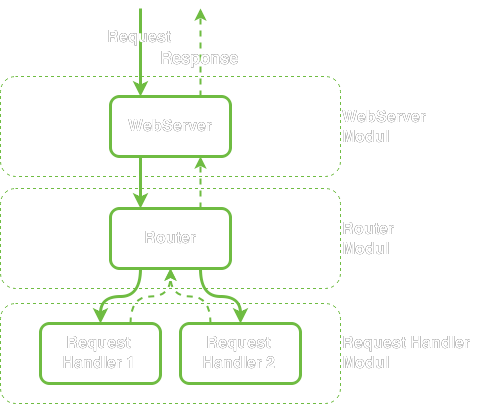 Request
Response
WebServer
WebServer
Modul
Router
Router
Modul
Request
Handler 1
Request
Handler 2
Request Handler
Modul